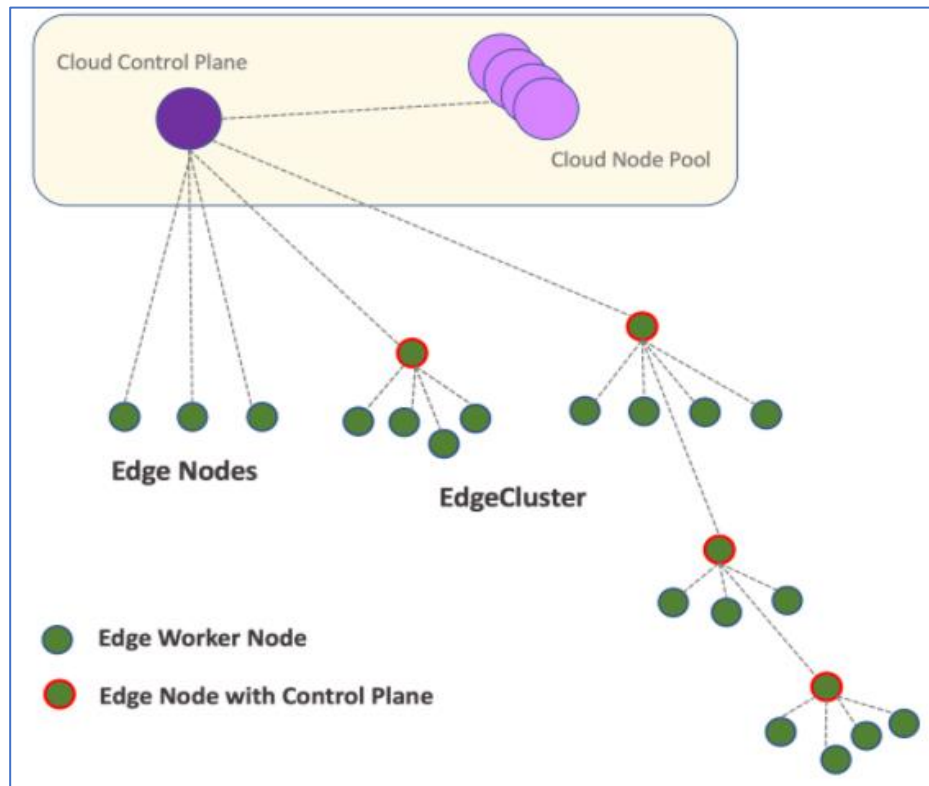 Cloud Control Plane
Cloud Node Pool
Edge Nodes
EdgeCluster
Edge Worker Node
Edge Node with Control Plane